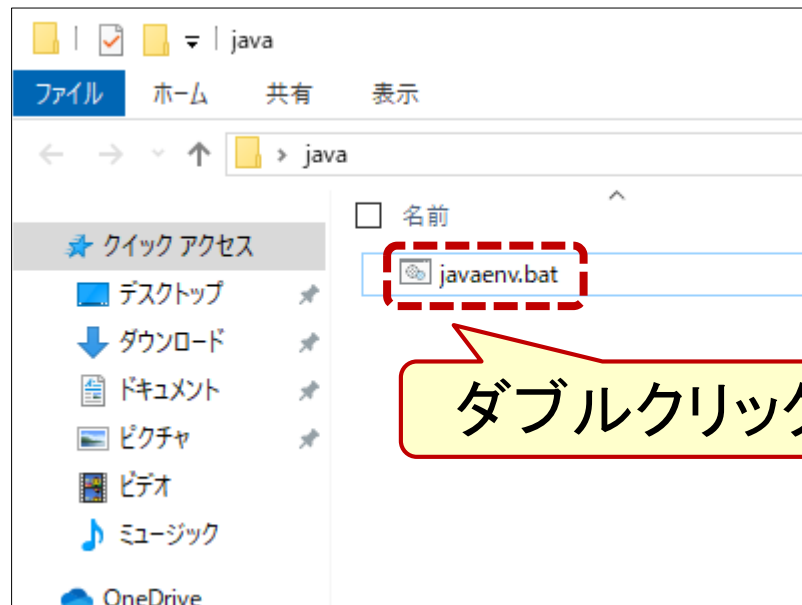 java
ファイル ホーム 共有 表示
java
名前
クイック アクセス
javaenv.bat
デスクトップ
ダウンロード
ドキュメント
ダブルクリック
ピクチャ
ビデオ
ミュージック
OneDrive